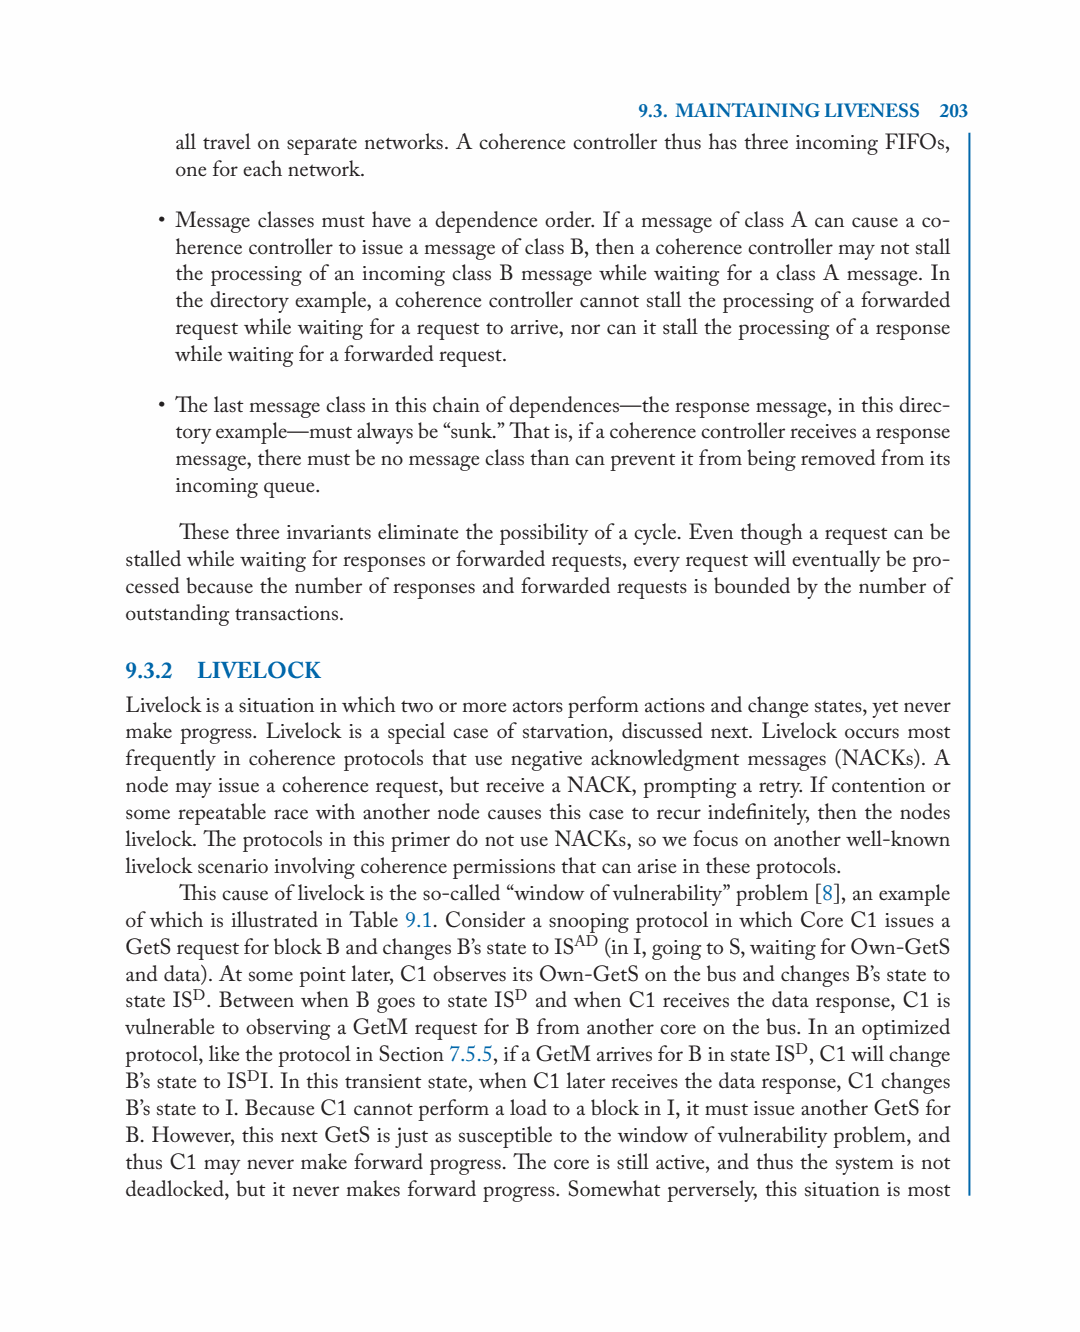 9.3. MAINTAINING LIVENESS 203
all travel on separate networks. A coherence controller thus has three incoming FIFOs,
one for each network.
• Message classes must have a dependence order. If a message of class A can cause a co-
herence controller to issue a message of class B, then a coherence controller may not stall
the processing of an incoming class B message while waiting for a class A message. In
the directory example, a coherence controller cannot stall the processing of a forwarded
request while waiting for a request to arrive, nor can it stall the processing of a response
while waiting for a forwarded request.
• The last message class in this chain of dependences—the response message, in this direc-
tory example—must always be “sunk.” That is, if a coherence controller receives a response
message, there must be no message class than can prevent it from being removed from its
incoming queue.
These three invariants eliminate the possibility of a cycle. Even though a request can be
stalled while waiting for responses or forwarded requests, every request will eventually be pro-
cessed because the number of responses and forwarded requests is bounded by the number of
outstanding transactions.
9.3.2 LIVELOCK
Livelock is a situation in which two or more actors perform actions and change states, yet never
make progress. Livelock is a special case of starvation, discussed next. Livelock occurs most
frequently in coherence protocols that use negative acknowledgment messages (NACKs). A
node may issue a coherence request, but receive a NACK, prompting a retry. If contention or
some repeatable race with another node causes this case to recur indefinitely, then the nodes
livelock. The protocols in this primer do not use NACKs, so we focus on another well-known
livelock scenario involving coherence permissions that can arise in these protocols.
This cause of livelock is the so-called “window of vulnerability” problem [8], an example
of which is illustrated in Table 9.1. Consider a snooping protocol in which Core C1 issues a
GetS request for block B and changes B’s state to ISᴬᴰ (in I, going to S, waiting for Own-GetS
and data). At some point later, C1 observes its Own-GetS on the bus and changes B’s state to
state ISᴰ. Between when B goes to state ISᴰ and when C1 receives the data response, C1 is
vulnerable to observing a GetM request for B from another core on the bus. In an optimized
protocol, like the protocol in Section 7.5.5, if a GetM arrives for B in state ISᴰ, C1 will change
B’s state to ISᴰI. In this transient state, when C1 later receives the data response, C1 changes
B’s state to I. Because C1 cannot perform a load to a block in I, it must issue another GetS for
B. However, this next GetS is just as susceptible to the window of vulnerability problem, and
thus C1 may never make forward progress. The core is still active, and thus the system is not
deadlocked, but it never makes forward progress. Somewhat perversely, this situation is most